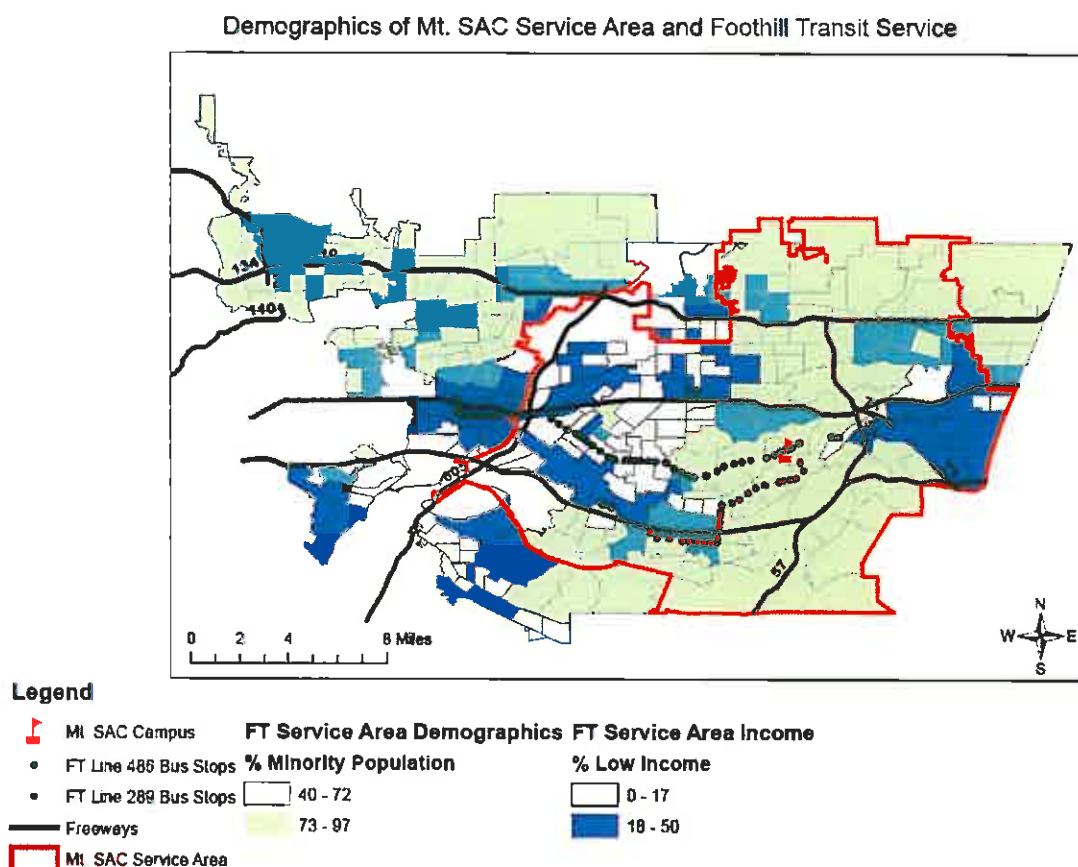 Demographics of Mt. SAC Service Area and Foothill Transit Service
134
57
0 2 4 8 Miles
N
W E
S
Legend
Mt. SAC Campus
FT Line 486 Bus Stops
FT Line 289 Bus Stops
Freeways
Mt. SAC Service Area
FT Service Area Demographics
% Minority Population
40 - 72
73 - 97
FT Service Area Income
% Low Income
0 - 17
18 - 50